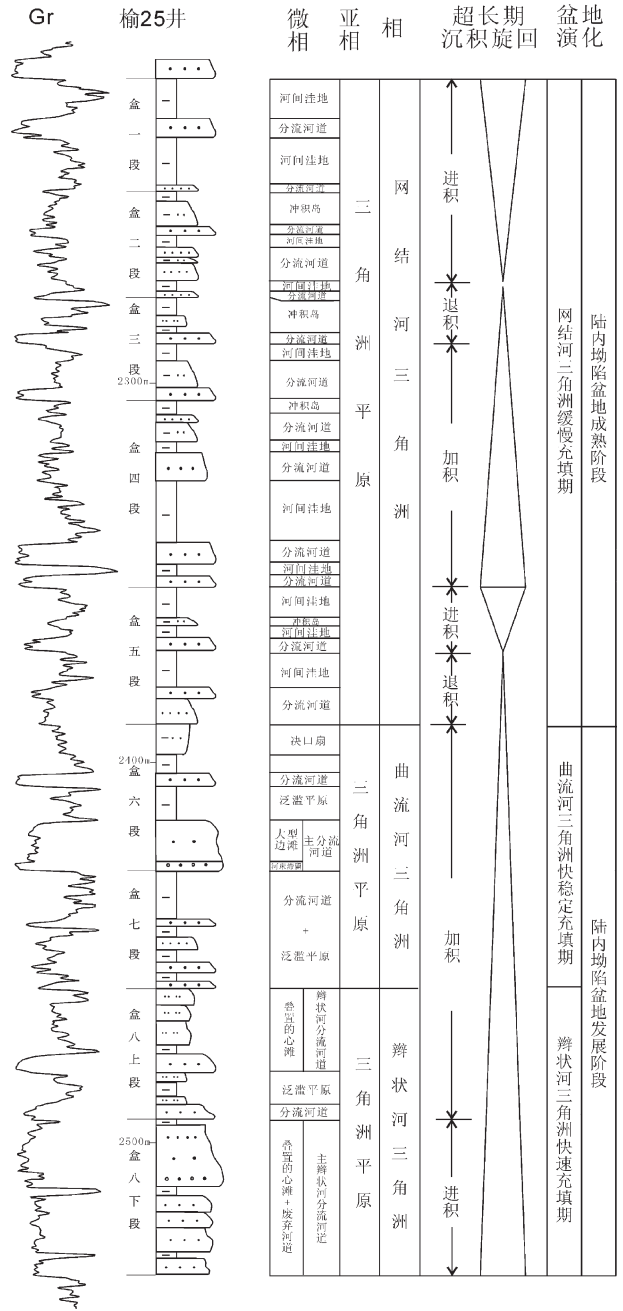 Gr
榆25井
微相
亚相
相
超长期沉积旋回
盆地演化
盒一段
盒二段
盒三段
2300m
盒四段
盒五段
2400m
盒六段
盒七段
盒八上段
2500m
盒八下段
河间洼地
分流河道
河间洼地
分流河道
冲积岛
分流河道
河间洼地
分流河道
河间洼地
分流河道
冲积岛
分流河道
河间洼地
分流河道
冲积岛
分流河道
河间洼地
分流河道
河间洼地
分流河道
河间洼地
分流河道
河间洼地
冲积岛
河间洼地
分流河道
河间洼地
分流河道
决口扇
分流河道
泛滥平原
大型边滩
主分流河道
分流河道
+
泛滥平原
叠置的心滩
辫状河分流河道
泛滥平原
分流河道
叠置的心滩+废弃河道
主辫状河分流河道
三角洲平原
三角洲平原
三角洲平原
网结河三角洲
曲流河三角洲
辫状河三角洲
进积
退积
加积
进积
退积
加积
进积
网结河三角洲缓慢充填期
曲流河三角洲快稳定充填期
辫状河三角洲快速充填期
陆内坳陷盆地成熟阶段
陆内坳陷盆地发展阶段